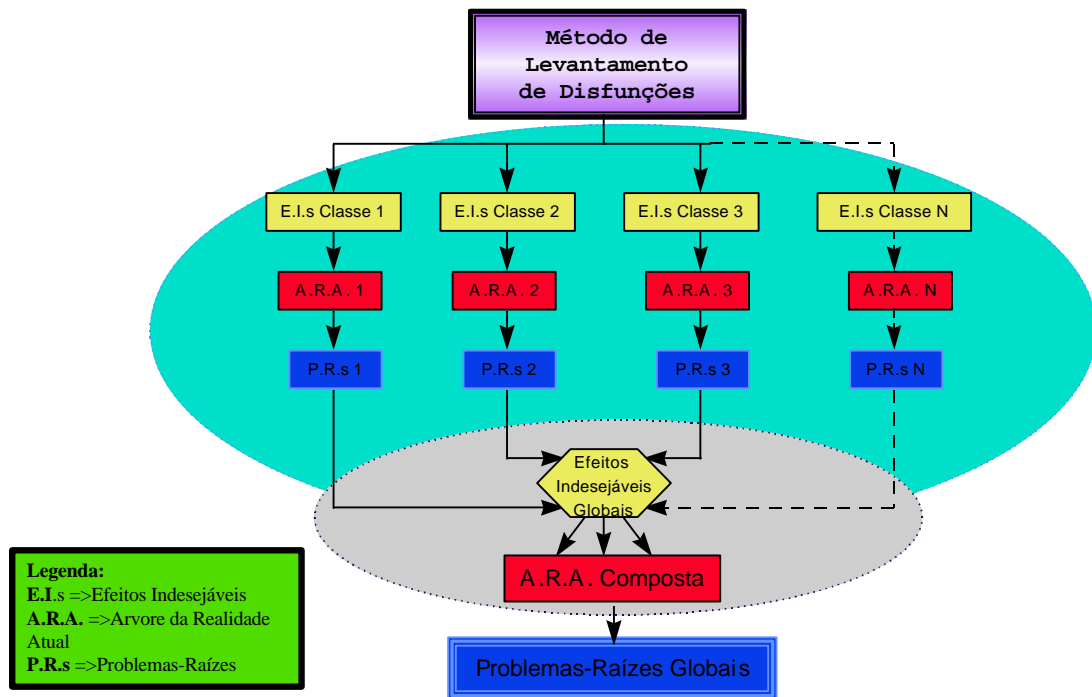 Método de
Levantamento
de Disfunções
E.I.s Classe 1
E.I.s Classe 2
E.I.s Classe 3
E.I.s Classe N
A.R.A. 1
A.R.A. 2
A.R.A. 3
A.R.A. N
P.R.s 1
P.R.s 2
P.R.s 3
P.R.s N
Efeitos
Indesejáveis
Globais
A.R.A. Composta
Problemas-Raízes Globais
Legenda:
E.I.s =>Efeitos Indesejáveis
A.R.A. =>Arvore da Realidade
Atual
P.R.s =>Problemas-Raízes